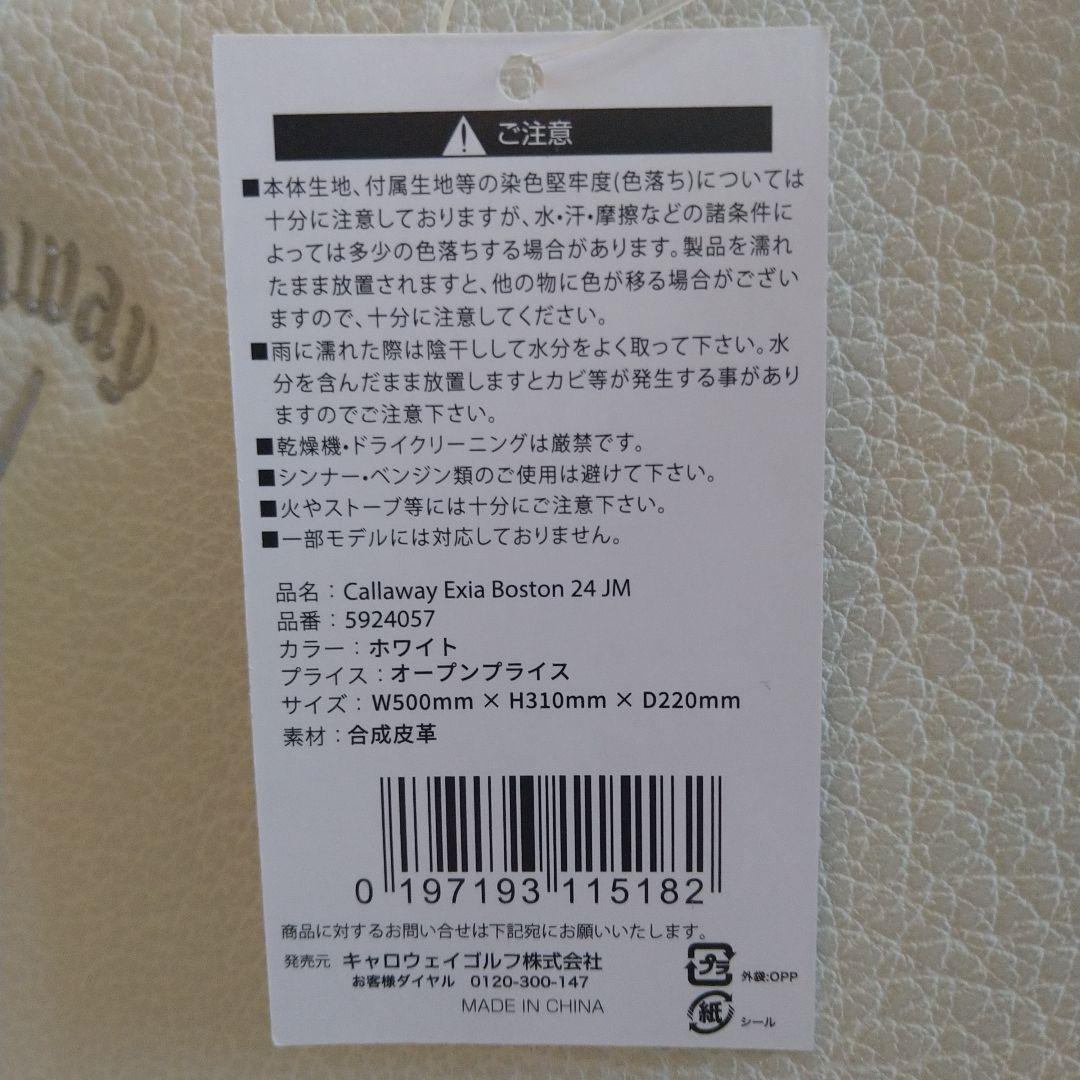 ご注意
■本体生地、付属生地等の染色堅牢度(色落ち)については
十分に注意しておりますが、水・汗・摩擦などの諸条件に
よっては多少の色落ちする場合があります。製品を濡れ
たまま放置されますと、他の物に色が移る場合がござい
ますので、十分に注意してください。
■雨に濡れた際は陰干しして水分をよく取って下さい。水
分を含んだまま放置しますとカビ等が発生する事があり
ますのでご注意下さい。
■乾燥機・ドライクリーニングは厳禁です。
■シンナー・ベンジン類のご使用は避けて下さい。
■火やストーブ等には十分にご注意下さい。
■一部モデルには対応しておりません。
品名：Callaway Exia Boston 24 JM
品番：5924057
カラー：ホワイト
プライス：オープンプライス
サイズ：W500mm × H310mm × D220mm
素材：合成皮革
0 197193 115182
商品に対するお問い合せは下記宛にお願いいたします。
発売元 キャロウェイゴルフ株式会社
お客様ダイヤル 0120-300-147
MADE IN CHINA
プラ 外袋:OPP
紙 シール